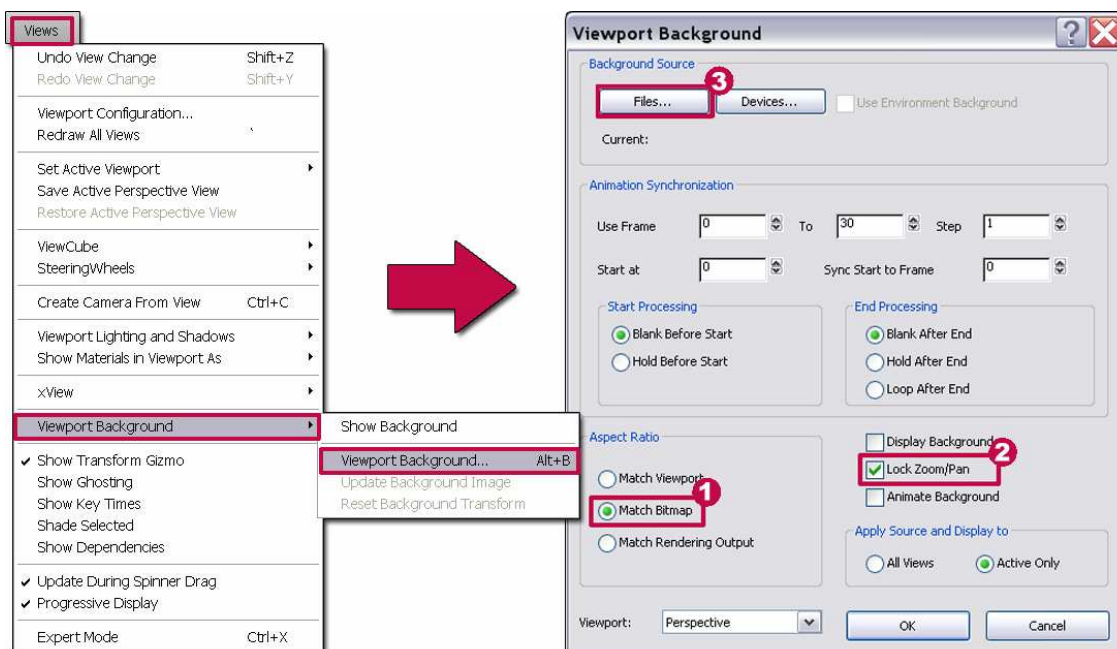 Views
Undo View Change Shift+Z
Redo View Change Shift+Y
Viewport Configuration...
Redraw All Views
Set Active Viewport
Save Active Perspective View
Restore Active Perspective View
ViewCube
SteeringWheels
Create Camera From View Ctrl+C
Viewport Lighting and Shadows
Show Materials in Viewport As
xView
Viewport Background
Show Transform Gizmo
Show Ghosting
Show Key Times
Shade Selected
Show Dependencies
Update During Spinner Drag
Progressive Display
Expert Mode Ctrl+X
Show Background
Viewport Background... Alt+B
Update Background Image
Reset Background Transform
Viewport Background
Background Source
3
Files... Devices... Use Environment Background
Current:
Animation Synchronization
Use Frame 0 To 30 Step 1
Start at 0 Sync Start to Frame 0
Start Processing
Blank Before Start
Hold Before Start
End Processing
Blank After End
Hold After End
Loop After End
Aspect Ratio
Match Viewport
1
Match Bitmap
Match Rendering Output
Display Background
2
Lock Zoom/Pan
Animate Background
Apply Source and Display to
All Views Active Only
Viewport: Perspective OK Cancel